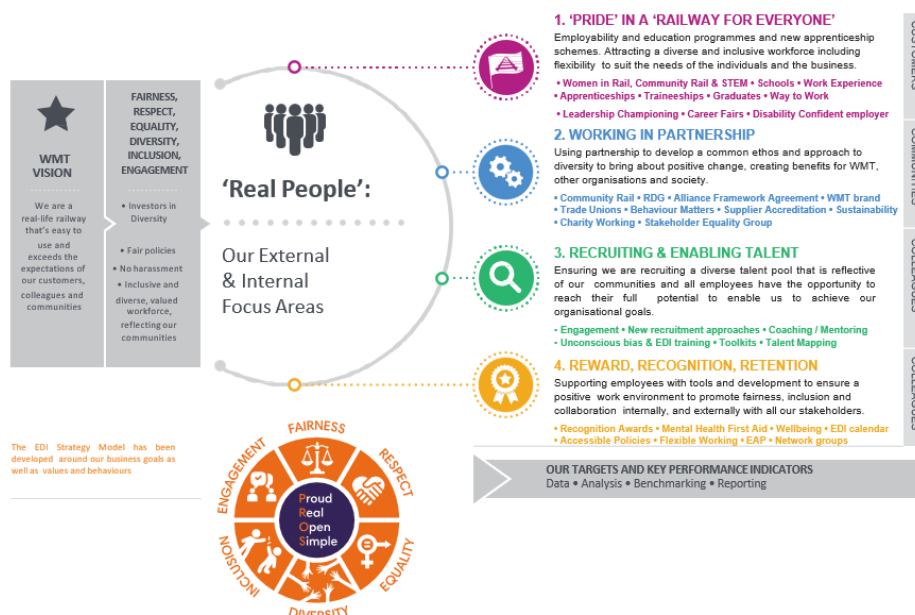 WMT
VISION
We are a
real-life railway
that's easy to
use and
exceeds the
expectations of
our customers,
colleagues and
communities
FAIRNESS,
RESPECT,
EQUALITY,
DIVERSITY,
INCLUSION,
ENGAGEMENT
• Investors in
Diversity
• Fair policies
• No harassment
• Inclusive and
diverse, valued
workforce,
reflecting our
communities
'Real People':
Our External
& Internal
Focus Areas
1. 'PRIDE' IN A 'RAILWAY FOR EVERYONE'
Employability and education programmes and new apprenticeship
schemes. Attracting a diverse and inclusive workforce including
flexibility to suit the needs of the individuals and the business.
• Women in Rail, Community Rail & STEM • Schools • Work Experience
• Apprenticeships • Traineeships • Graduates • Way to Work
• Leadership Championing • Career Fairs • Disability Confident employer
CUSTOMERS
2. WORKING IN PARTNERSHIP
Using partnership to develop a common ethos and approach to
diversity to bring about positive change, creating benefits for WMT,
other organisations and society.
• Community Rail • RDG • Alliance Framework Agreement • WMT brand
• Trade Unions • Behaviour Matters • Supplier Accreditation • Sustainability
• Charity Working • Stakeholder Equality Group
COMMUNITIES
3. RECRUITING & ENABLING TALENT
Ensuring we are recruiting a diverse talent pool that is reflective
of our communities and all employees have the opportunity to
reach their full potential to enable us to achieve our
organisational goals.
- Engagement • New recruitment approaches • Coaching / Mentoring
- Unconscious bias & EDI training • Toolkits • Talent Mapping
COLLEAGUES
4. REWARD, RECOGNITION, RETENTION
Supporting employees with tools and development to ensure a
positive work environment to promote fairness, inclusion and
collaboration internally, and externally with all our stakeholders.
• Recognition Awards • Mental Health First Aid • Wellbeing • EDI calendar
• Accessible Policies • Flexible Working • EAP • Network groups
COLLEAGUES
OUR TARGETS AND KEY PERFORMANCE INDICATORS
Data • Analysis • Benchmarking • Reporting
The EDI Strategy Model has been
developed around our business goals as
well as values and behaviours
FAIRNESS
RESPECT
EQUALITY
DIVERSITY
INCLUSION
ENGAGEMENT
Proud
Real
Open
Simple